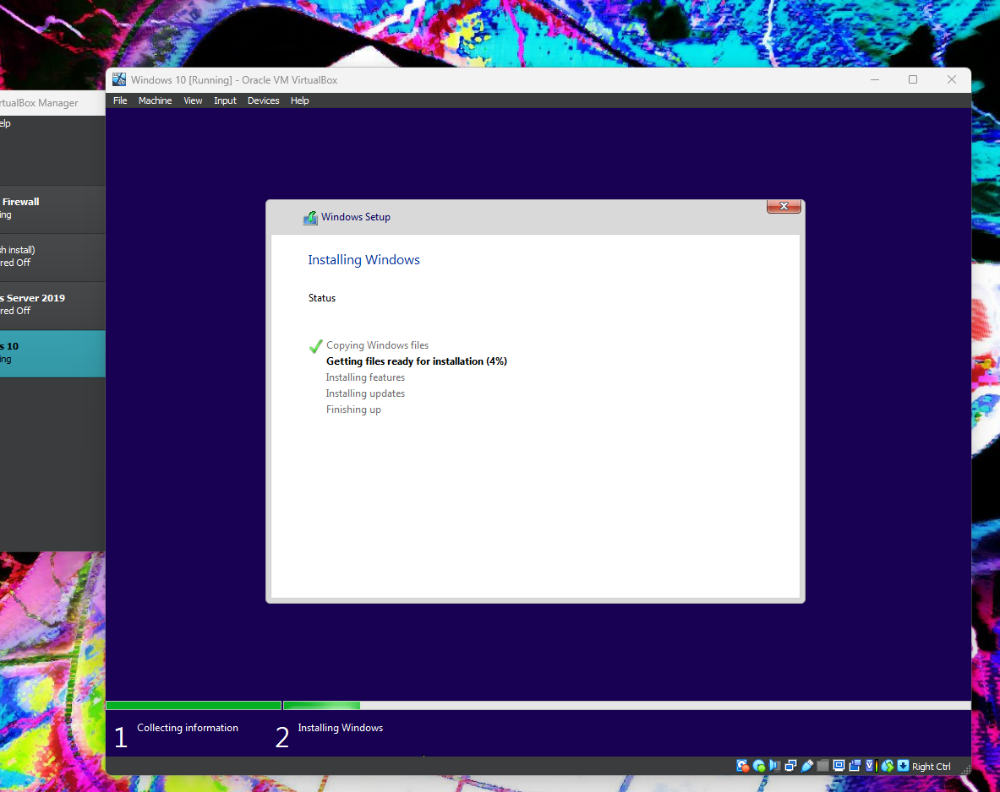 Windows 10 [Running] - Oracle VM VirtualBox
rtualBox Manager
File Machine View Input Devices Help
elp
Firewall
ing
sh install)
red Off
s Server 2019
red Off
s 10
ing
Windows Setup
Installing Windows
Status
Copying Windows files
Getting files ready for installation (4%)
Installing features
Installing updates
Finishing up
1 Collecting information
2 Installing Windows
Right Ctrl